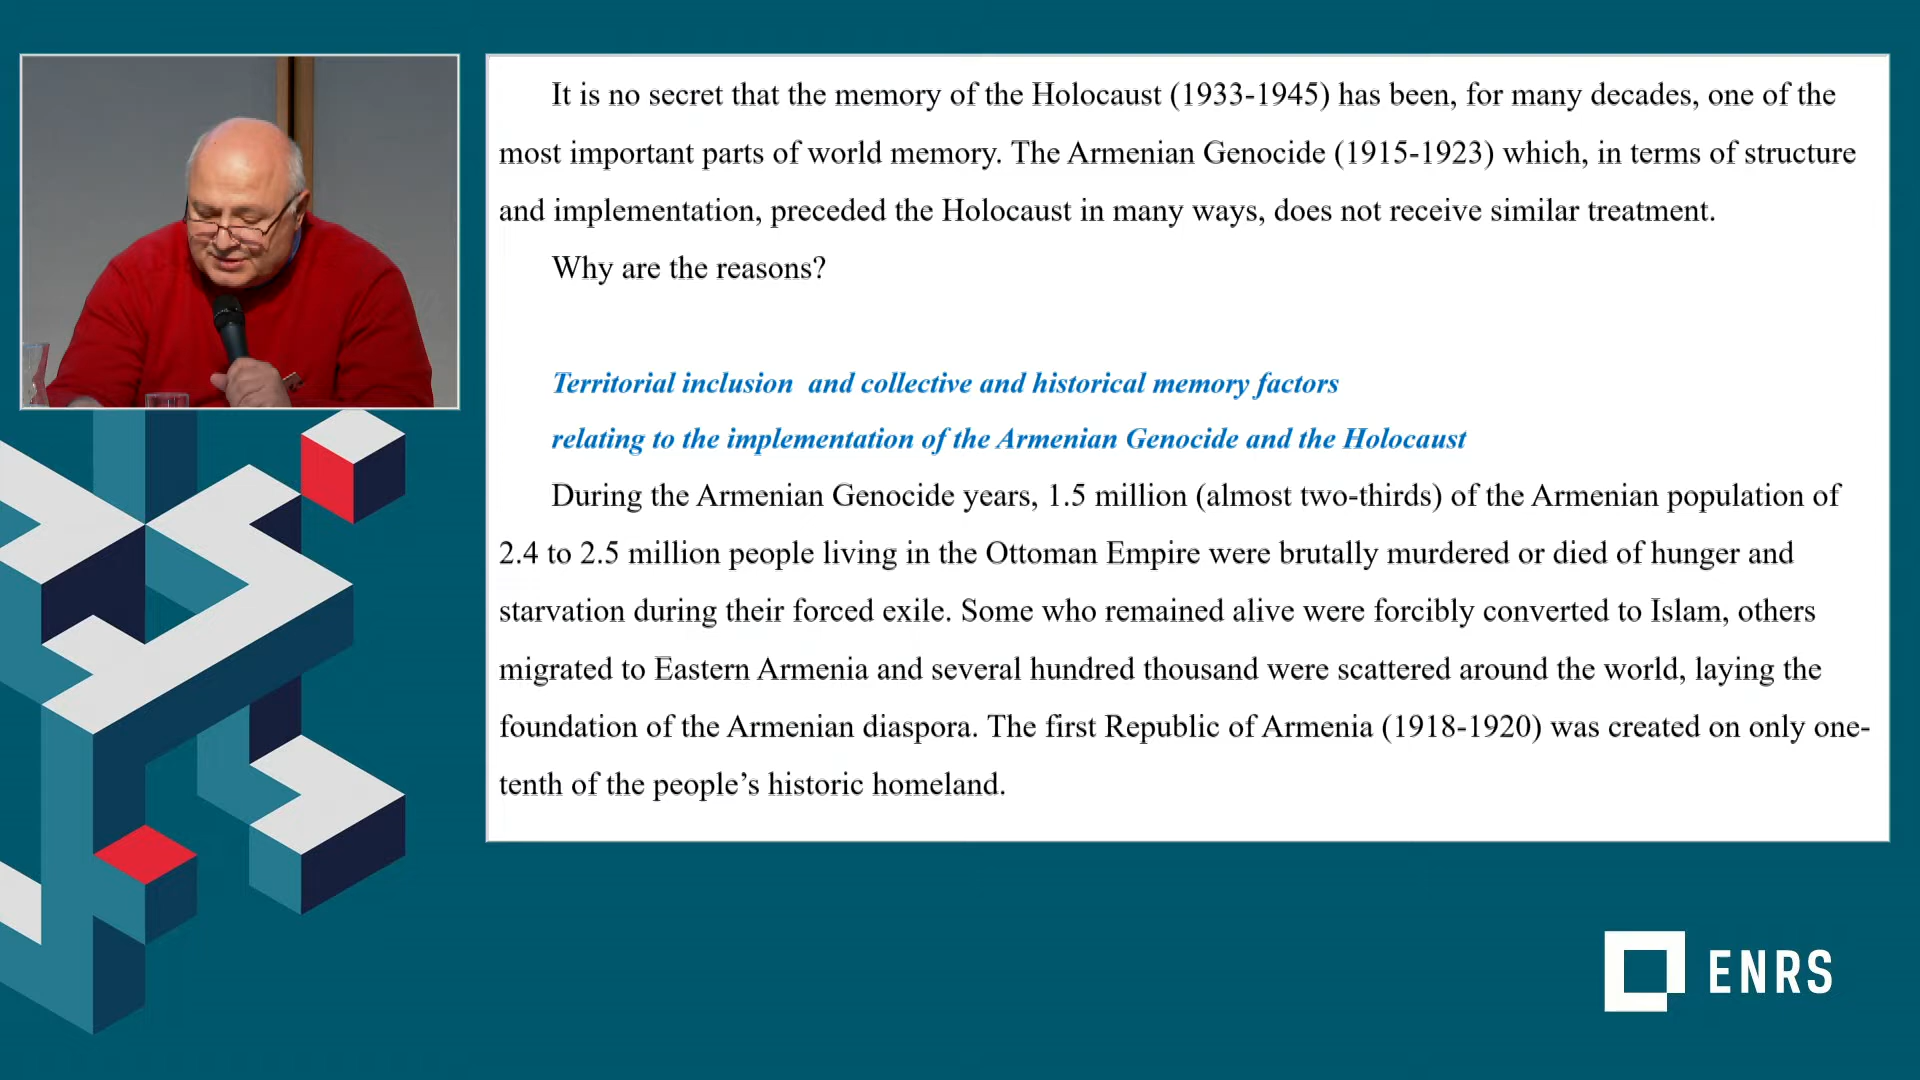 It is no secret that the memory of the Holocaust (1933-1945) has been, for many decades, one of the
most important parts of world memory. The Armenian Genocide (1915-1923) which, in terms of structure
and implementation, preceded the Holocaust in many ways, does not receive similar treatment.
Why are the reasons?
Territorial inclusion and collective and historical memory factors
relating to the implementation of the Armenian Genocide and the Holocaust
During the Armenian Genocide years, 1.5 million (almost two-thirds) of the Armenian population of
2.4 to 2.5 million people living in the Ottoman Empire were brutally murdered or died of hunger and
starvation during their forced exile. Some who remained alive were forcibly converted to Islam, others
migrated to Eastern Armenia and several hundred thousand were scattered around the world, laying the
foundation of the Armenian diaspora. The first Republic of Armenia (1918-1920) was created on only one-
tenth of the people’s historic homeland.
ENRS